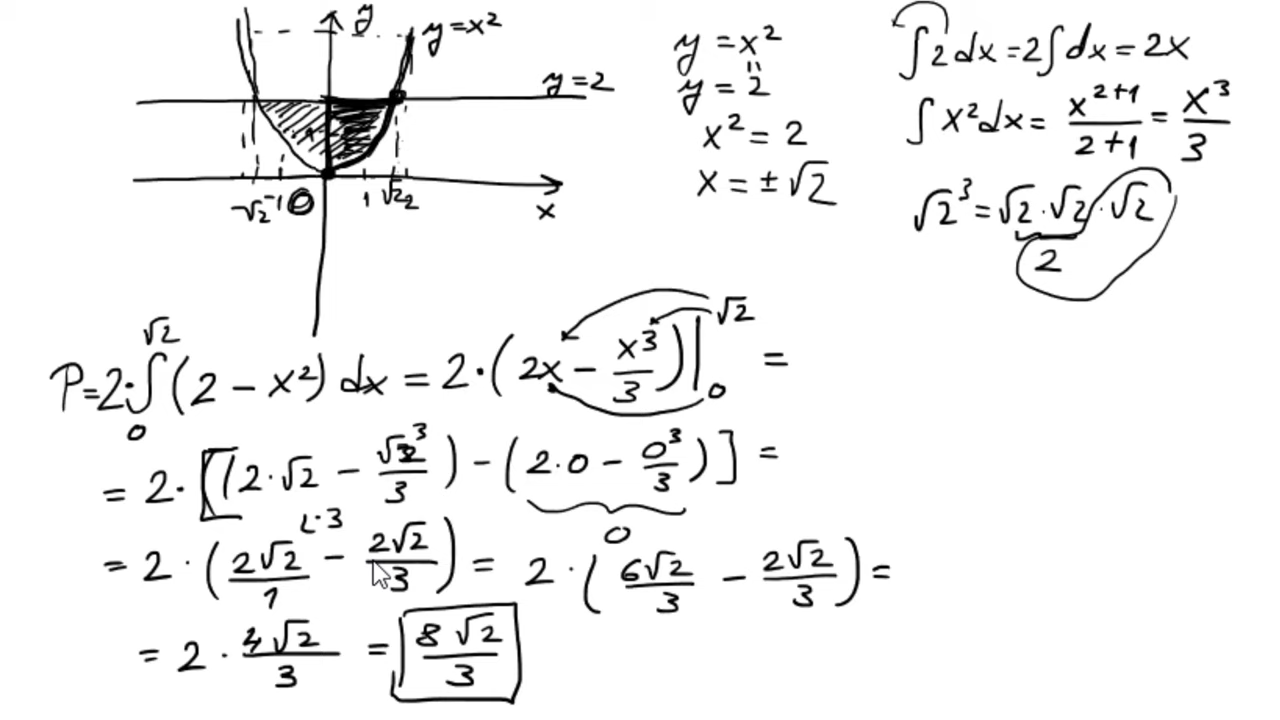 y
y = x²
y = 2
-√2 -1 0 1 √2 2
x
y = x²
=
y = 2
x² = 2
x = ± √2
∫2dx = 2∫dx = 2x
∫x²dx = x^(2+1)/(2+1) = x³/3
√2³ = √2 · √2 · √2
2
P = 2·∫₀^√2 (2 - x²) dx = 2·(2x - x³/3)|₀^√2 =
= 2·[(2·√2 - √2³/3) - (2·0 - 0³/3)] =
0
= 2·(2√2/1 ^(·3) - 2√2/3) = 2·(6√2/3 - 2√2/3) =
= 2·4√2/3 = 8√2/3